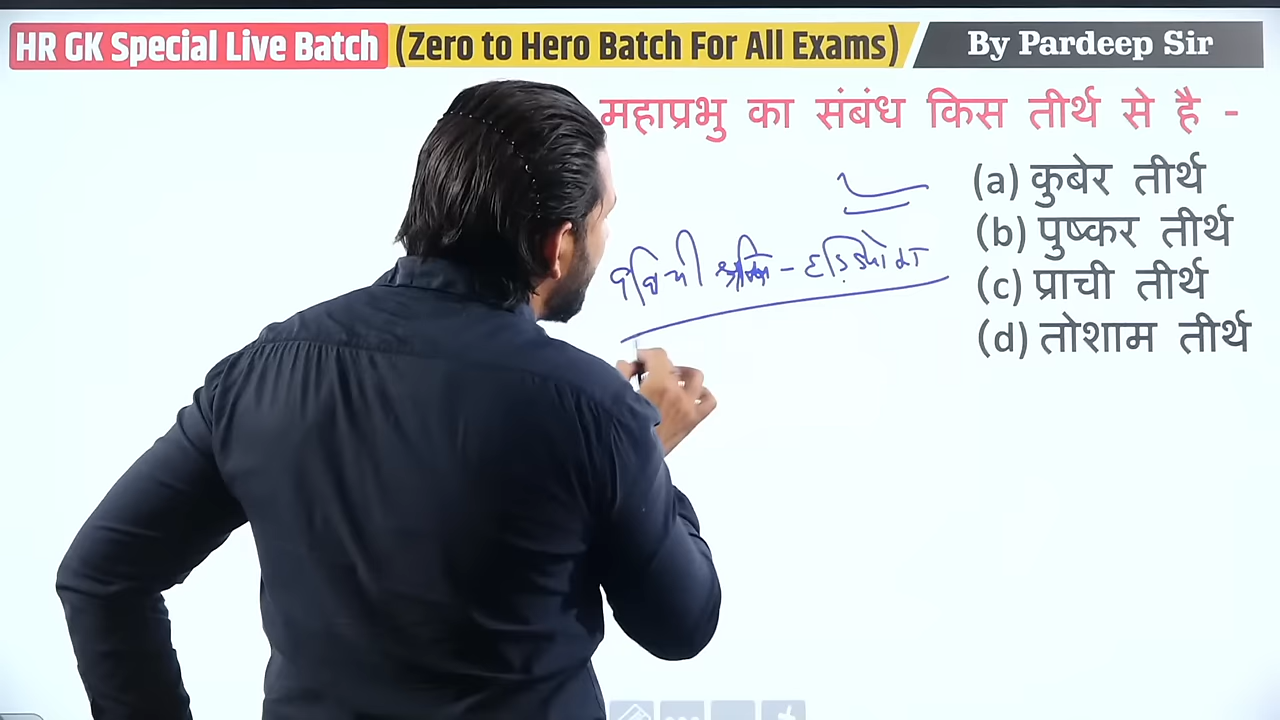 HR GK Special Live Batch (Zero to Hero Batch For All Exams) By Pardeep Sir
महाप्रभु का संबंध किस तीर्थ से है -
(a) कुबेर तीर्थ
(b) पुष्कर तीर्थ
(c) प्राची तीर्थ
(d) तोशाम तीर्थ